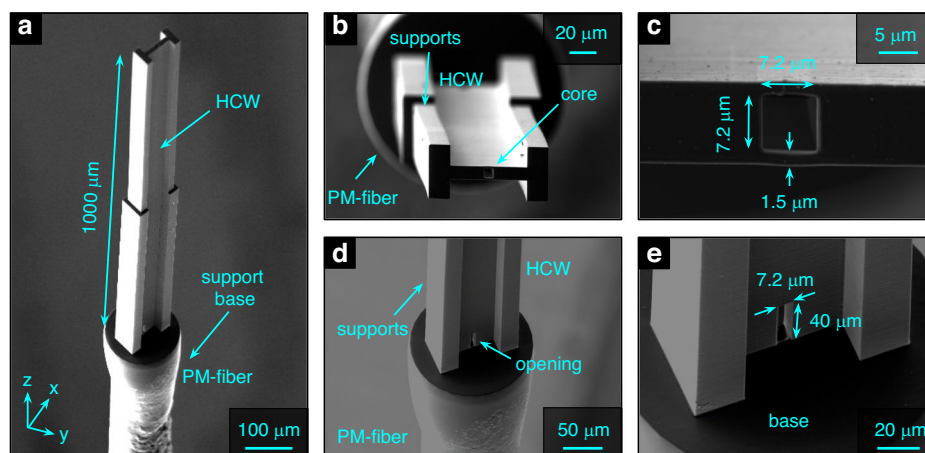 a
1000 μm
HCW
support
base
PM-fiber
z
x
y
100 μm
b
supports
20 μm
HCW
core
PM-fiber
c
5 μm
7.2 μm
7.2 μm
1.5 μm
d
HCW
supports
opening
PM-fiber
50 μm
e
7.2 μm
40 μm
base
20 μm